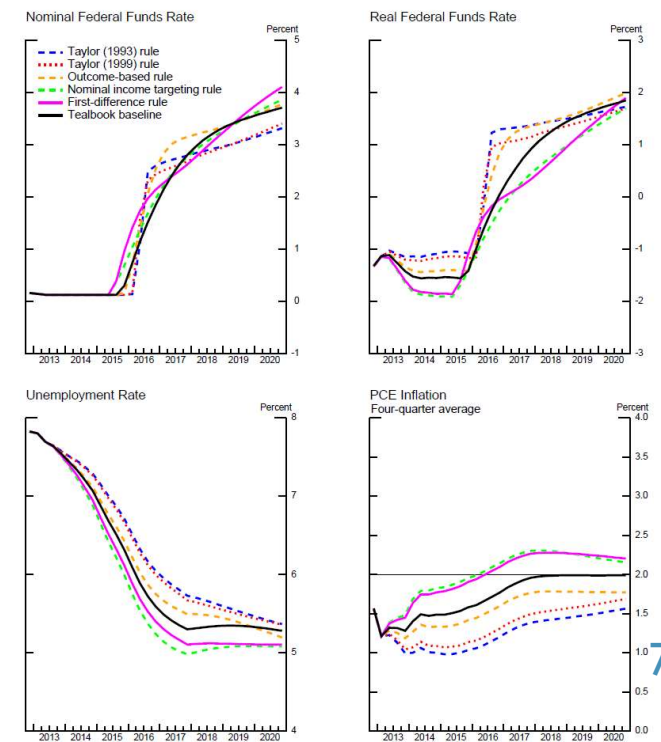 Nominal Federal Funds Rate
Percent
5
4
3
2
1
0
-1
Taylor (1993) rule
Taylor (1999) rule
Outcome-based rule
Nominal income targeting rule
First-difference rule
Tealbook baseline
2013 2014 2015 2016 2017 2018 2019 2020
Real Federal Funds Rate
Percent
3
2
1
0
-1
-2
-3
2013 2014 2015 2016 2017 2018 2019 2020
Unemployment Rate
Percent
8
7
6
5
4
2013 2014 2015 2016 2017 2018 2019 2020
PCE Inflation
Four-quarter average
Percent
4.0
3.5
3.0
2.5
2.0
1.5
1.0
0.5
0.0
2013 2014 2015 2016 2017 2018 2019 2020
7